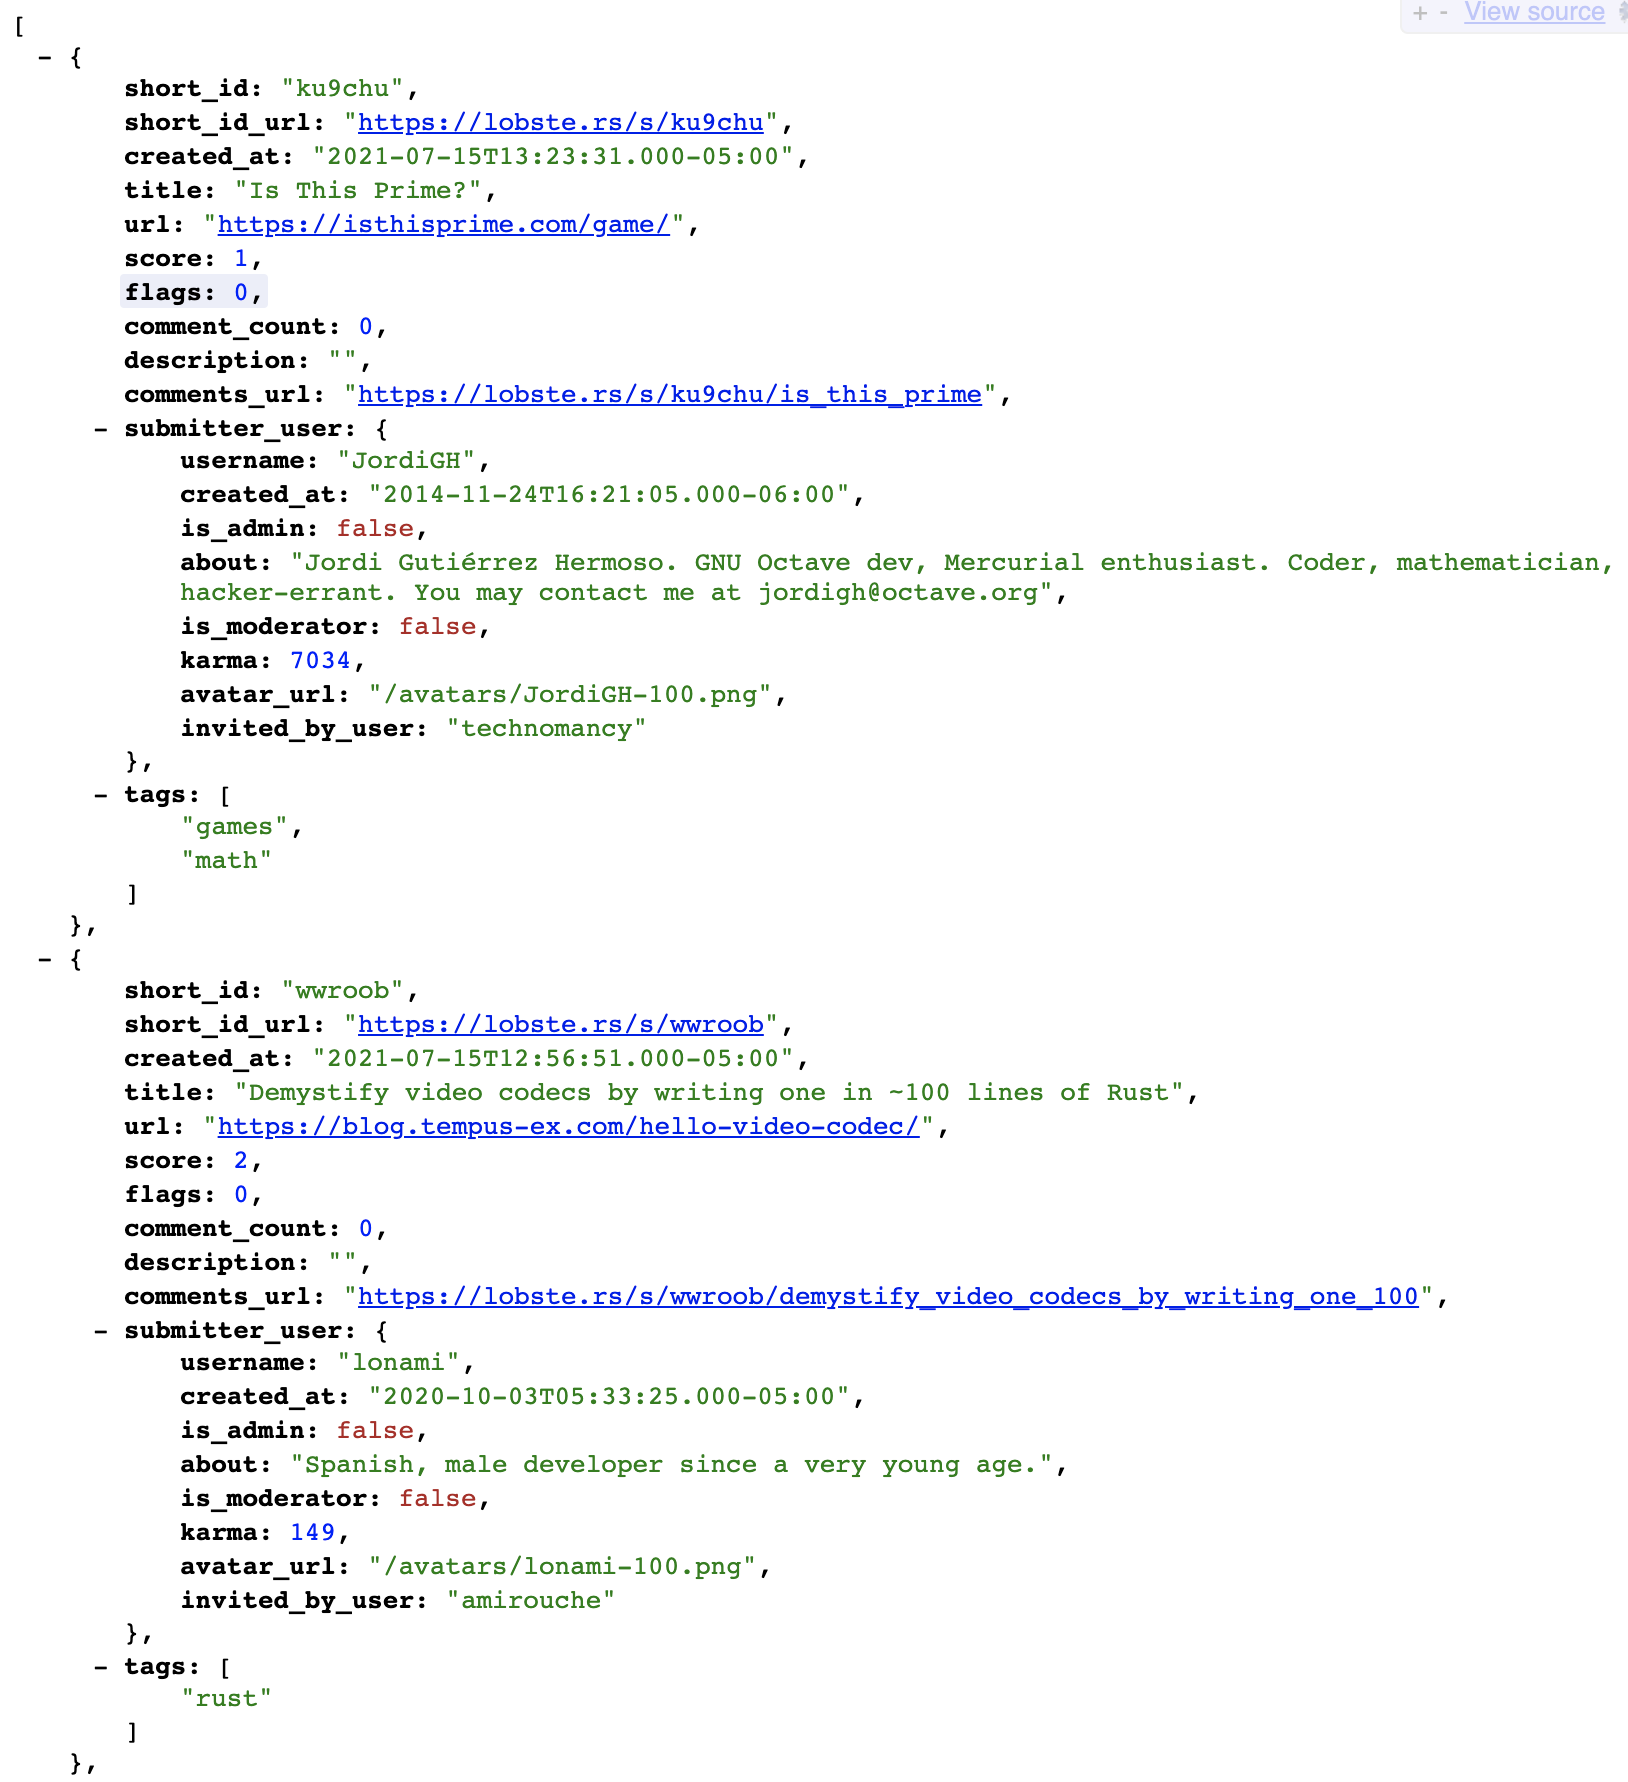 + - View source
[
- {
short_id: "ku9chu",
short_id_url: "https://lobste.rs/s/ku9chu",
created_at: "2021-07-15T13:23:31.000-05:00",
title: "Is This Prime?",
url: "https://isthisprime.com/game/",
score: 1,
flags: 0,
comment_count: 0,
description: "",
comments_url: "https://lobste.rs/s/ku9chu/is_this_prime",
- submitter_user: {
username: "JordiGH",
created_at: "2014-11-24T16:21:05.000-06:00",
is_admin: false,
about: "Jordi Gutiérrez Hermoso. GNU Octave dev, Mercurial enthusiast. Coder, mathematician,
hacker-errant. You may contact me at jordigh@octave.org",
is_moderator: false,
karma: 7034,
avatar_url: "/avatars/JordiGH-100.png",
invited_by_user: "technomancy"
},
- tags: [
"games",
"math"
]
},
- {
short_id: "wwroob",
short_id_url: "https://lobste.rs/s/wwroob",
created_at: "2021-07-15T12:56:51.000-05:00",
title: "Demystify video codecs by writing one in ~100 lines of Rust",
url: "https://blog.tempus-ex.com/hello-video-codec/",
score: 2,
flags: 0,
comment_count: 0,
description: "",
comments_url: "https://lobste.rs/s/wwroob/demystify_video_codecs_by_writing_one_100",
- submitter_user: {
username: "lonami",
created_at: "2020-10-03T05:33:25.000-05:00",
is_admin: false,
about: "Spanish, male developer since a very young age.",
is_moderator: false,
karma: 149,
avatar_url: "/avatars/lonami-100.png",
invited_by_user: "amirouche"
},
- tags: [
"rust"
]
},